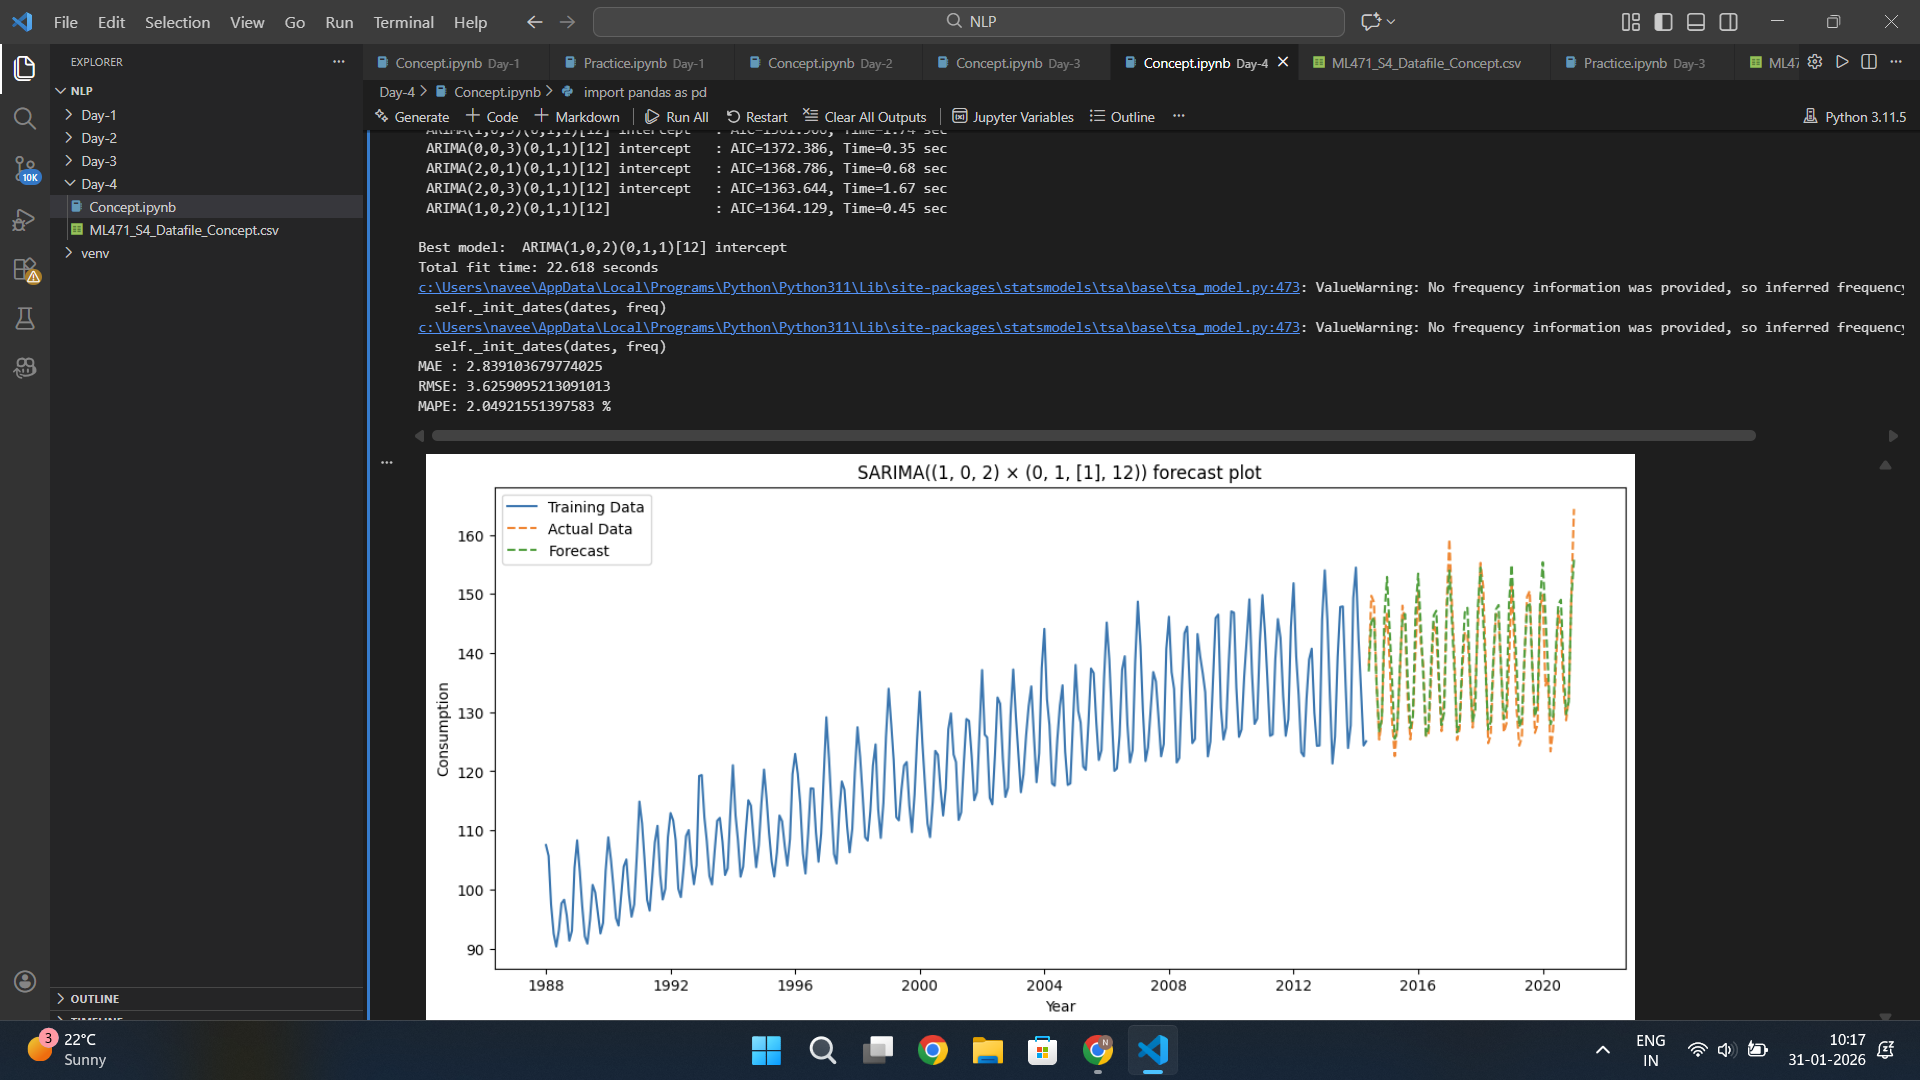 File Edit Selection View Go Run Terminal Help
NLP
EXPLORER
NLP
Day-1
Day-2
Day-3
Day-4
Concept.ipynb
ML471_S4_Datafile_Concept.csv
venv
OUTLINE
10K
Concept.ipynb Day-1 Practice.ipynb Day-1 Concept.ipynb Day-2 Concept.ipynb Day-3 Concept.ipynb Day-4 ML471_S4_Datafile_Concept.csv Practice.ipynb Day-3 ML47
Day-4 > Concept.ipynb > import pandas as pd
Generate + Code + Markdown Run All Restart Clear All Outputs Jupyter Variables Outline ...
Python 3.11.5
ARIMA(0,0,3)(0,1,1)[12] intercept : AIC=1372.386, Time=0.35 sec
ARIMA(2,0,1)(0,1,1)[12] intercept : AIC=1368.786, Time=0.68 sec
ARIMA(2,0,3)(0,1,1)[12] intercept : AIC=1363.644, Time=1.67 sec
ARIMA(1,0,2)(0,1,1)[12] : AIC=1364.129, Time=0.45 sec
Best model: ARIMA(1,0,2)(0,1,1)[12] intercept
Total fit time: 22.618 seconds
c:\Users\navee\AppData\Local\Programs\Python\Python311\Lib\site-packages\statsmodels\tsa\base\tsa_model.py:473: ValueWarning: No frequency information was provided, so inferred frequency
self._init_dates(dates, freq)
c:\Users\navee\AppData\Local\Programs\Python\Python311\Lib\site-packages\statsmodels\tsa\base\tsa_model.py:473: ValueWarning: No frequency information was provided, so inferred frequency
self._init_dates(dates, freq)
MAE : 2.839103679774025
RMSE: 3.6259095213091013
MAPE: 2.04921551397583 %
SARIMA((1, 0, 2) × (0, 1, [1], 12)) forecast plot
Training Data
Actual Data
Forecast
160
150
140
130
120
110
100
90
Consumption
1988 1992 1996 2000 2004 2008 2012 2016 2020
Year
3
22°C
Sunny
N
ENG
IN
10:17
31-01-2026